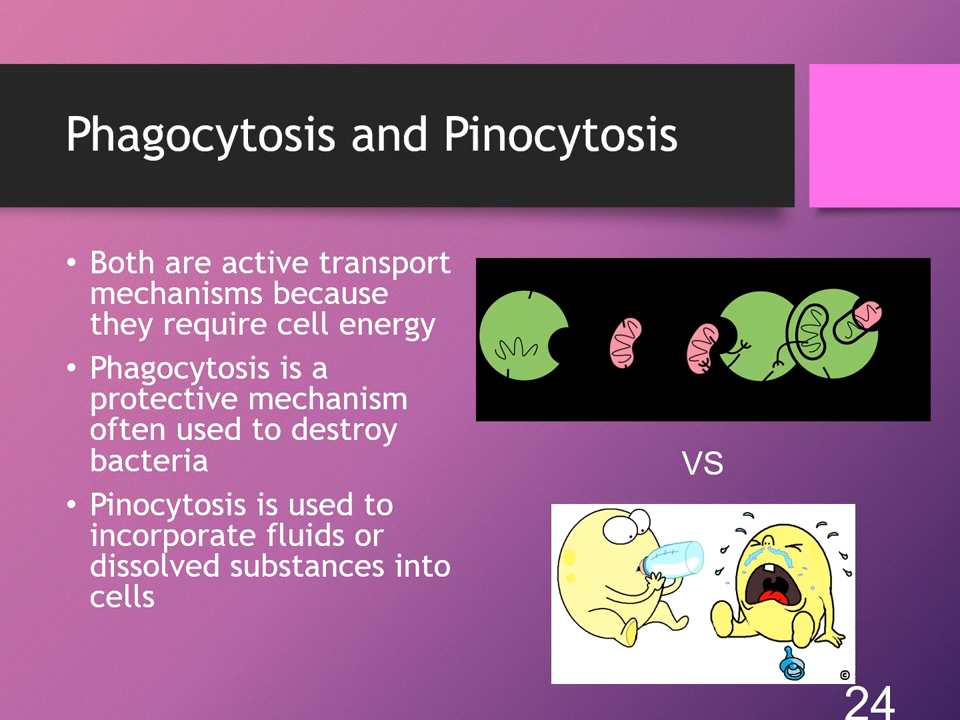 Phagocytosis and Pinocytosis
• Both are active transport
mechanisms because
they require cell energy
• Phagocytosis is a
protective mechanism
often used to destroy
bacteria
• Pinocytosis is used to
incorporate fluids or
dissolved substances into
cells
VS
©
24